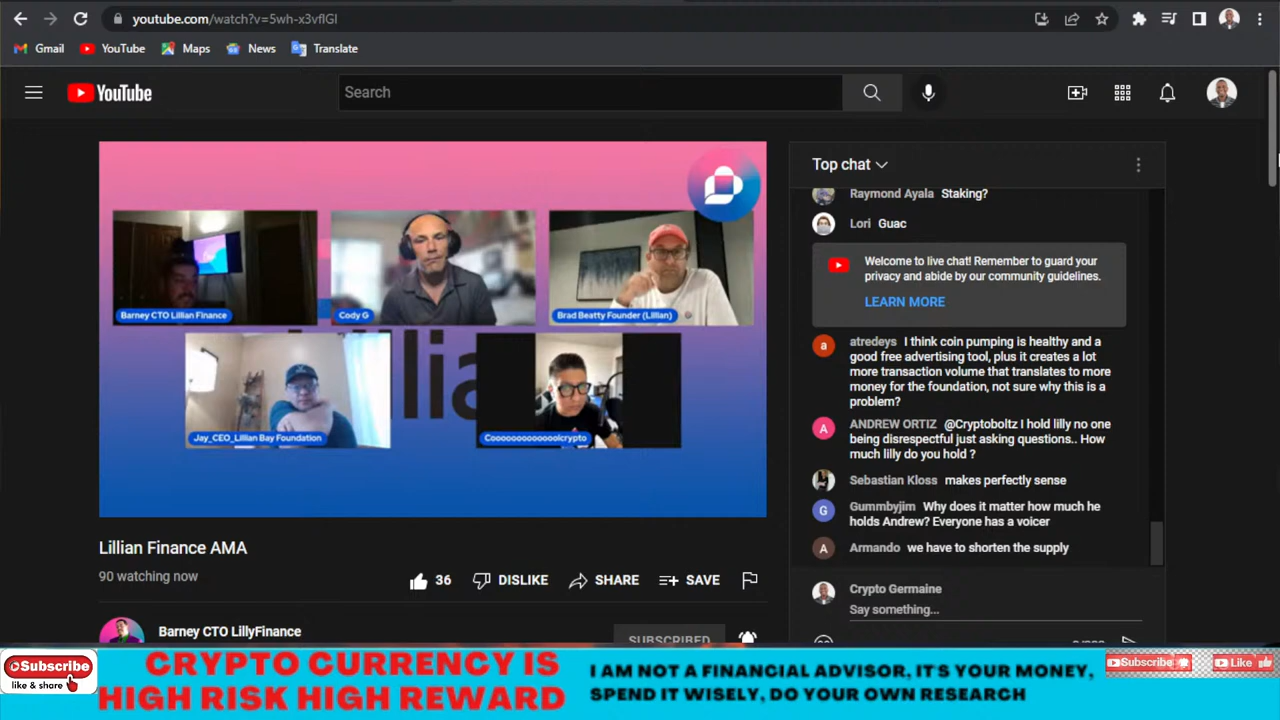 youtube.com/watch?v=5wh-x3vflGI
Gmail
YouTube
Maps
News
Translate
YouTube
Search
Barney CTO Lillian Finance
Cody G
Brad Beatty Founder (Lillian)
Jay_CEO_Lillian Bay Foundation
Cooooooooooooolcrypto
Lillian Finance AMA
90 watching now
36
DISLIKE
SHARE
SAVE
Barney CTO LillyFinance
SUBSCRIBED
Top chat
Raymond Ayala Staking?
Lori Guac
Welcome to live chat! Remember to guard your
privacy and abide by our community guidelines.
LEARN MORE
atredeys I think coin pumping is healthy and a
good free advertising tool, plus it creates a lot
more transaction volume that translates to more
money for the foundation, not sure why this is a
problem?
ANDREW ORTIZ @Cryptoboltz I hold lilly no one
being disrespectful just asking questions.. How
much lilly do you hold ?
Sebastian Kloss makes perfectly sense
Gummbyjim Why does it matter how much he
holds Andrew? Everyone has a voicer
Armando we have to shorten the supply
Crypto Germaine
Say something...
Subscribe
like & share
CRYPTO CURRENCY IS
HIGH RISK HIGH REWARD
I AM NOT A FINANCIAL ADVISOR, IT'S YOUR MONEY,
SPEND IT WISELY, DO YOUR OWN RESEARCH
Subscribe
Like